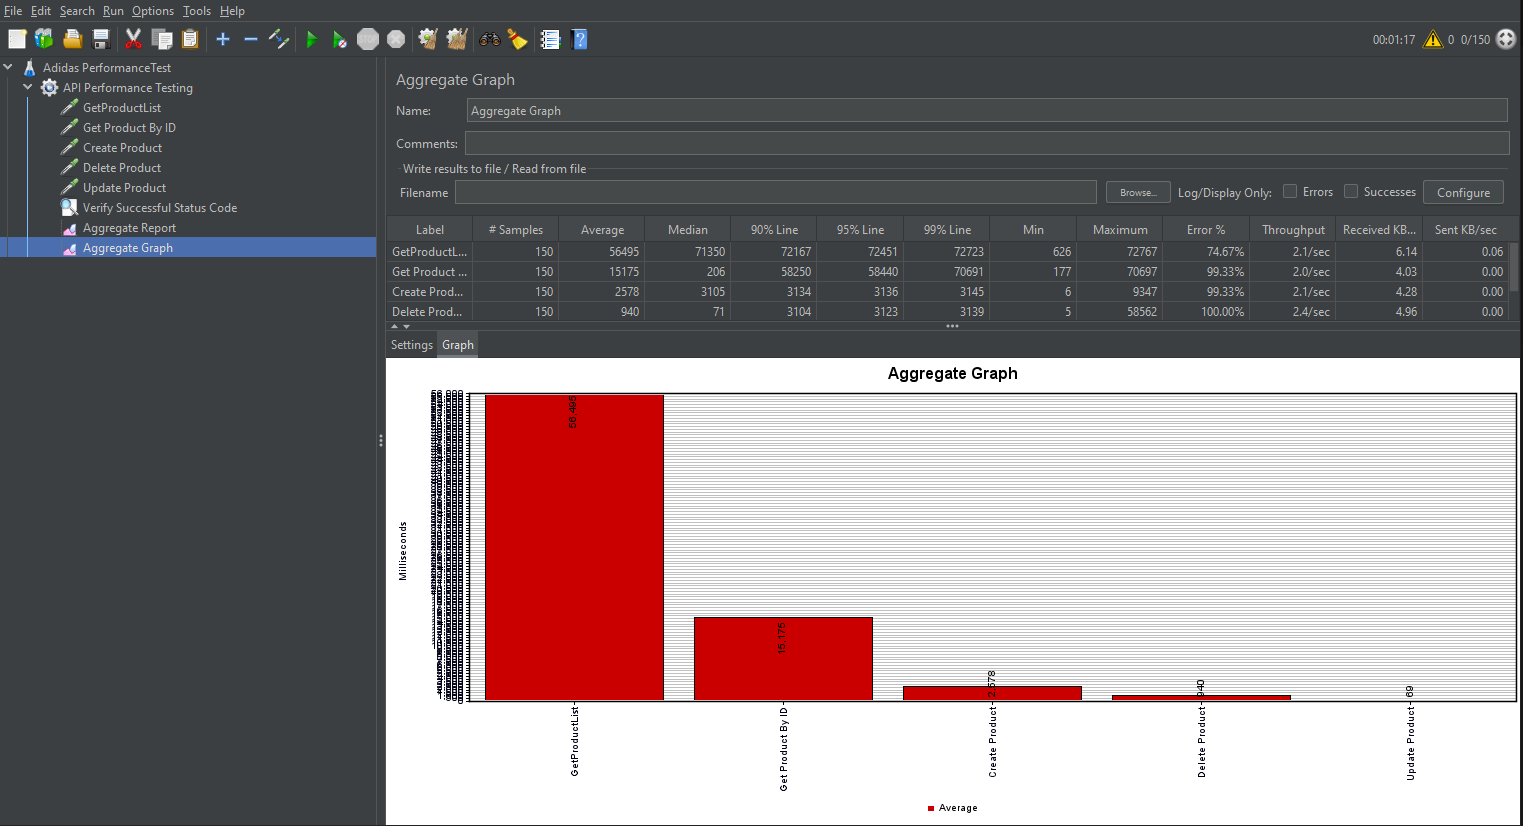 File Edit Search Run Options Tools Help
00:01:17 0 0/150
Adidas PerformanceTest
API Performance Testing
GetProductList
Get Product By ID
Create Product
Delete Product
Update Product
Verify Successful Status Code
Aggregate Report
Aggregate Graph
Aggregate Graph
Name: Aggregate Graph
Comments:
Write results to file / Read from file
Filename Browse... Log/Display Only: Errors Successes Configure
Label # Samples Average Median 90% Line 95% Line 99% Line Min Maximum Error % Throughput Received KB... Sent KB/sec
GetProductL... 150 56495 71350 72167 72451 72723 626 72767 74.67% 2.1/sec 6.14 0.06
Get Product ... 150 15175 206 58250 58440 70691 177 70697 99.33% 2.0/sec 4.03 0.00
Create Prod... 150 2578 3105 3134 3136 3145 6 9347 99.33% 2.1/sec 4.28 0.00
Delete Prod... 150 940 71 3104 3123 3139 5 58562 100.00% 2.4/sec 4.96 0.00
Settings Graph
Aggregate Graph
Milliseconds
56,495
15,175
2,578
940
69
GetProductList
Get Product By ID
Create Product
Delete Product
Update Product
Average